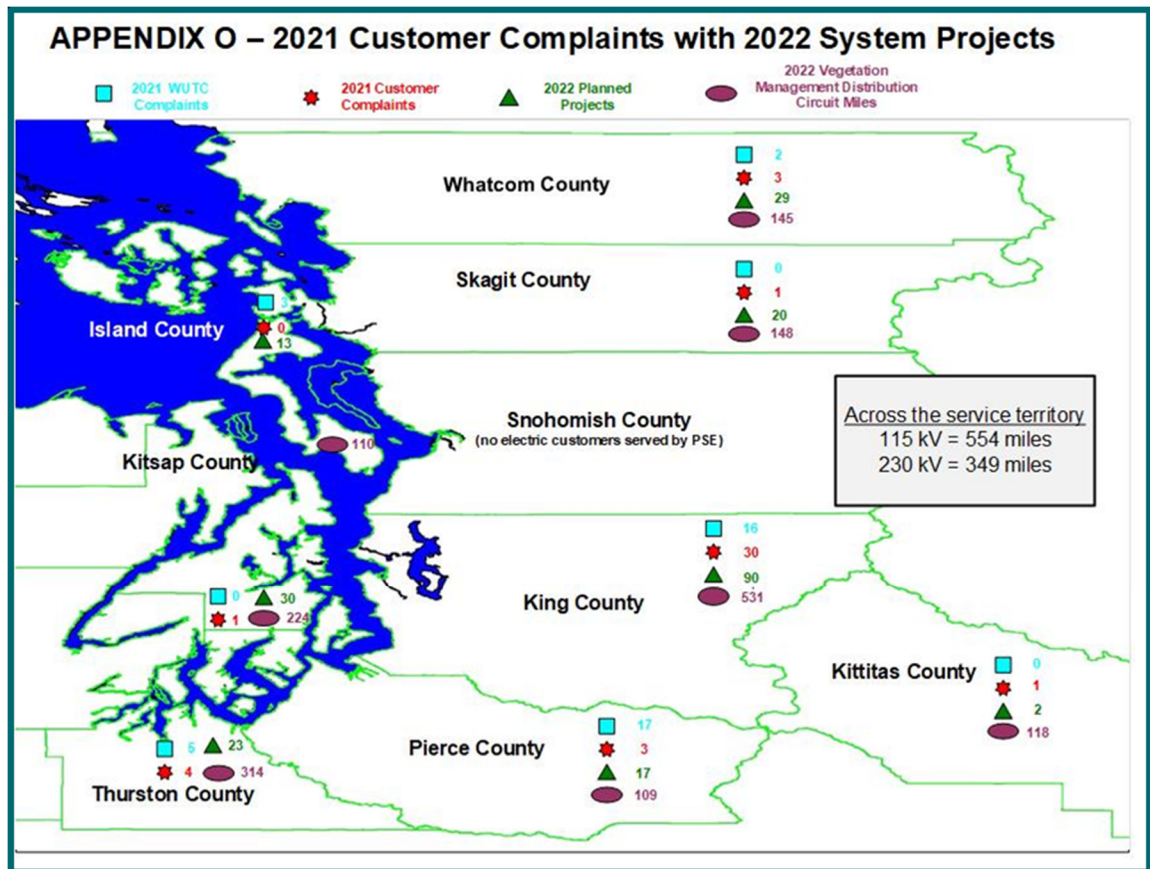 APPENDIX O – 2021 Customer Complaints with 2022 System Projects
2021 WUTC
Complaints
2021 Customer
Complaints
2022 Planned
Projects
2022 Vegetation
Management Distribution
Circuit Miles
Whatcom County
2
3
29
145
Skagit County
0
1
20
148
Island County
3
0
13
110
Snohomish County
(no electric customers served by PSE)
Across the service territory
115 kV = 554 miles
230 kV = 349 miles
Kitsap County
0
30
1
224
King County
16
30
90
531
Kittitas County
0
1
2
118
Pierce County
17
3
17
109
5
23
4
314
Thurston County